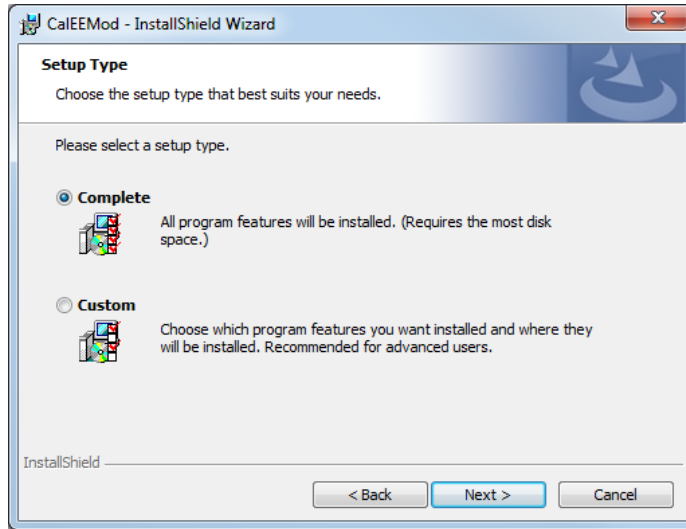 CalEEMod - InstallShield Wizard
Setup Type
Choose the setup type that best suits your needs.
Please select a setup type.
Complete
All program features will be installed. (Requires the most disk
space.)
Custom
Choose which program features you want installed and where they
will be installed. Recommended for advanced users.
InstallShield
< Back
Next >
Cancel